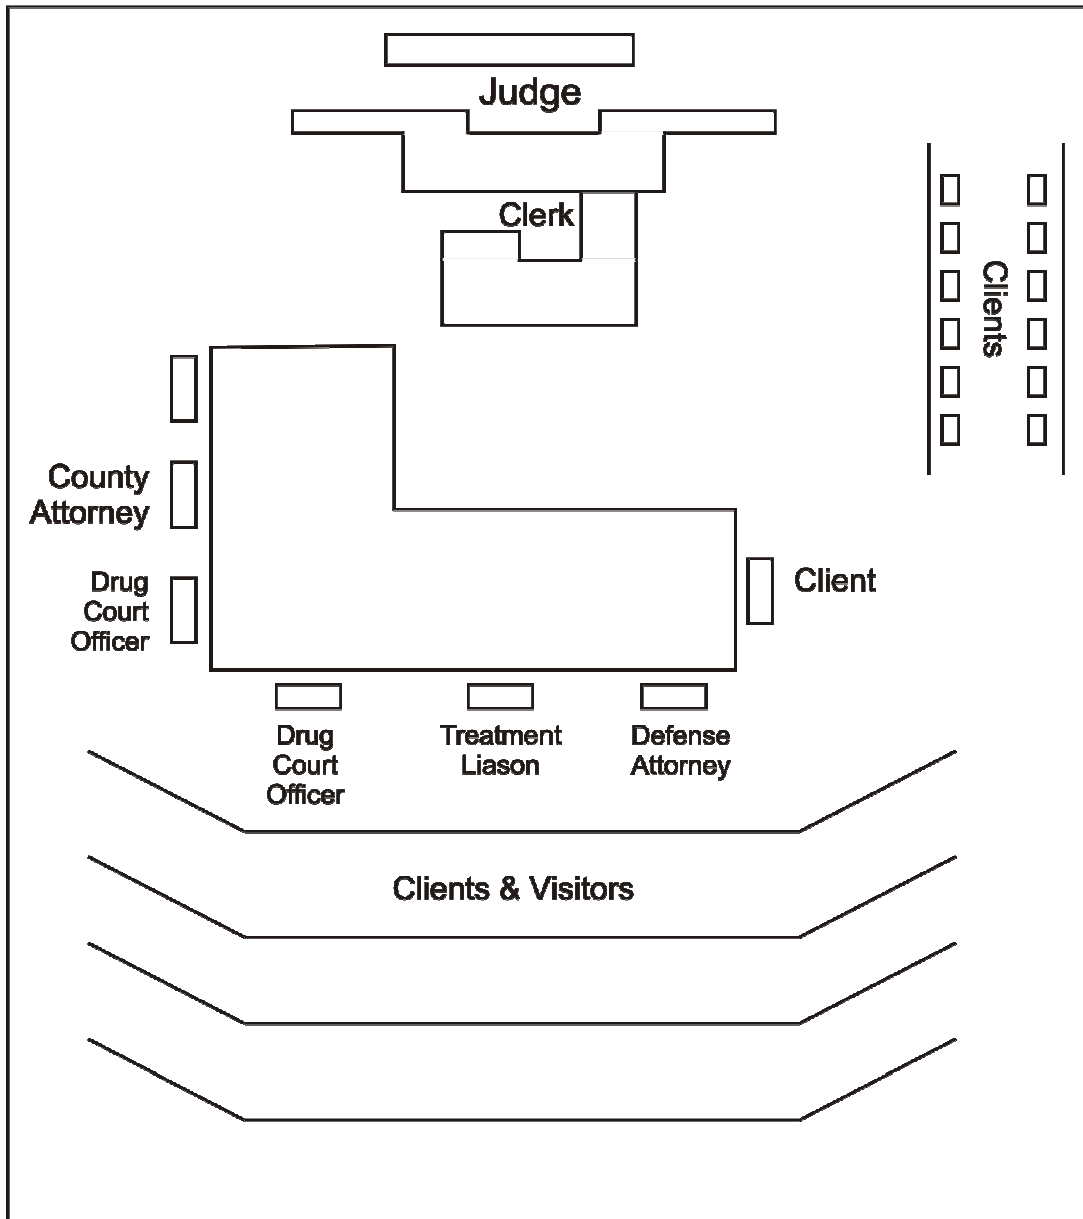 Judge
Clerk
Clients
County
Attorney
Drug
Court
Officer
Client
Drug
Court
Officer
Treatment
Liason
Defense
Attorney
Clients & Visitors